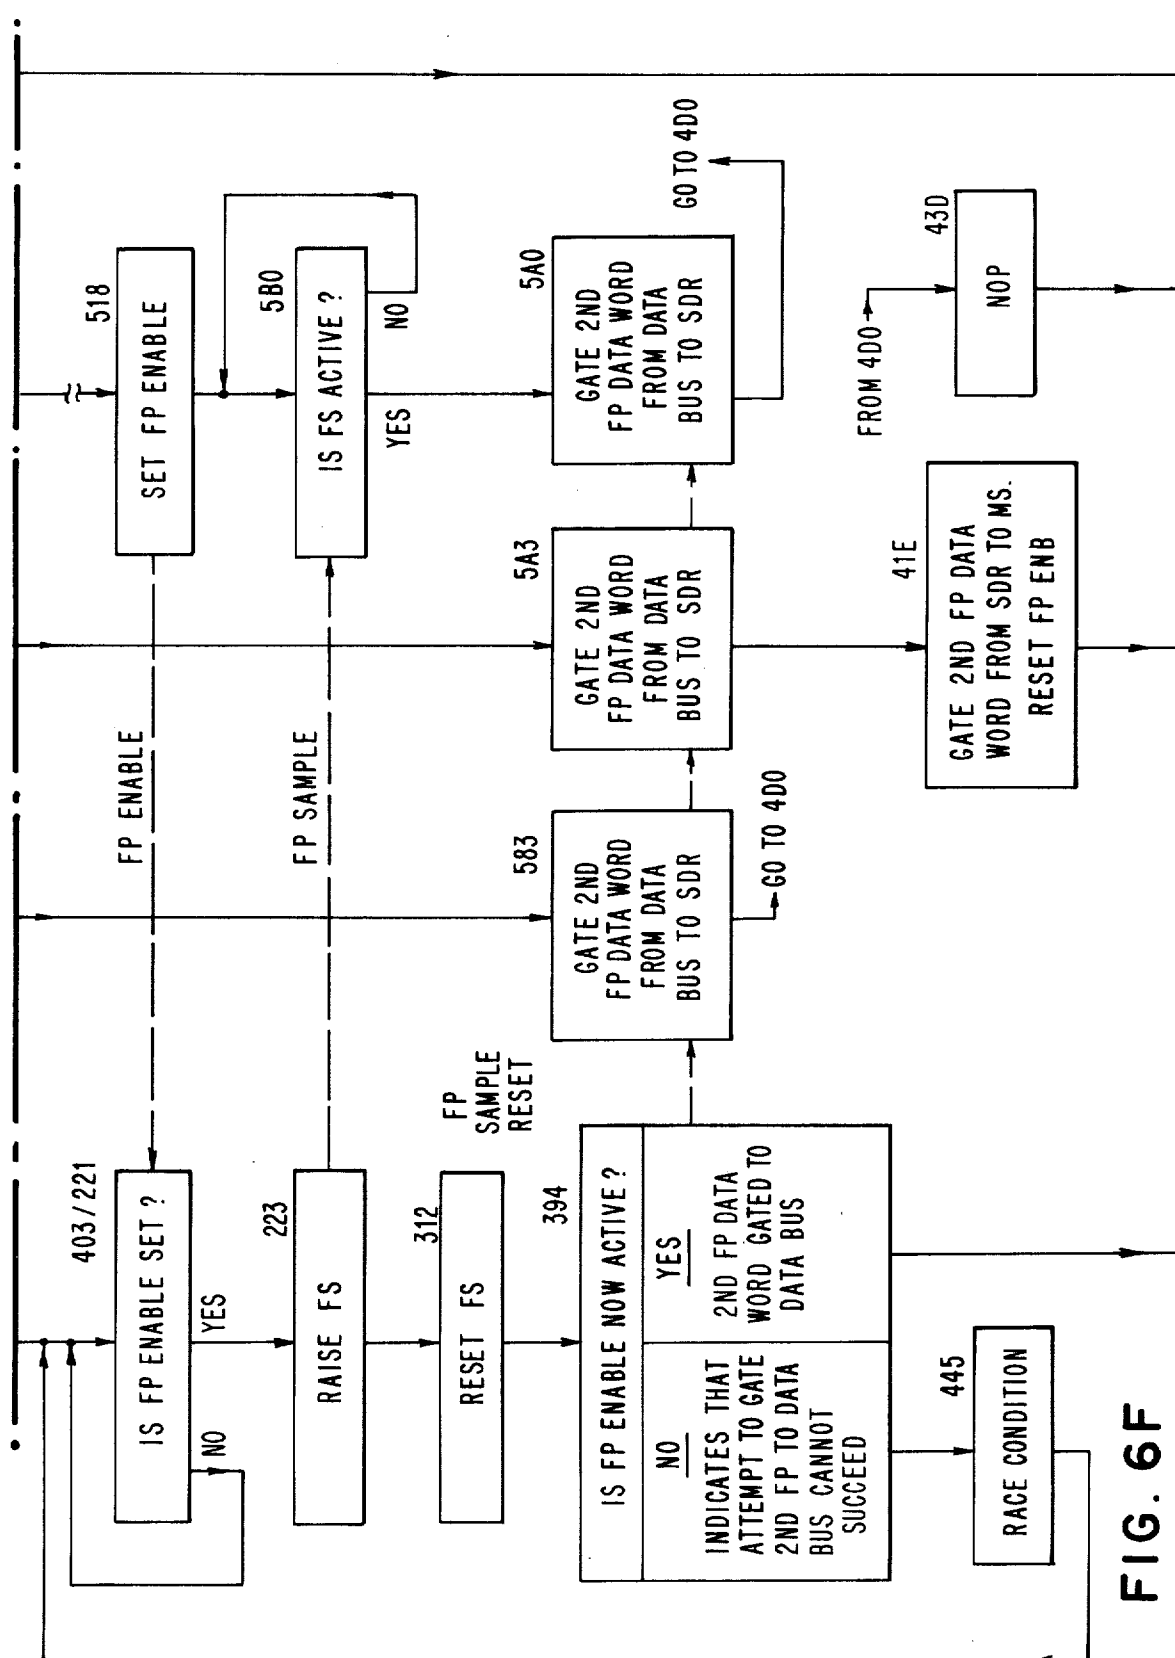 403/221
IS FP ENABLE SET ?
NO
YES
FP ENABLE
518
SET FP ENABLE
223
RAISE FS
FP SAMPLE
5B0
IS FS ACTIVE ?
NO
YES
312
RESET FS
FP
SAMPLE
RESET
394
IS FP ENABLE NOW ACTIVE ?
NO
INDICATES THAT
ATTEMPT TO GATE
2ND FP TO DATA
BUS CANNOT
SUCCEED
YES
2ND FP DATA
WORD GATED TO
DATA BUS
583
GATE 2ND
FP DATA WORD
FROM DATA
BUS TO SDR
GO TO 4D0
5A3
GATE 2ND
FP DATA WORD
FROM DATA
BUS TO SDR
5A0
GATE 2ND
FP DATA WORD
FROM DATA
BUS TO SDR
GO TO 4D0
445
RACE CONDITION
41E
GATE 2ND FP DATA
WORD FROM SDR TO MS.
RESET FP ENB
FROM 4D0
43D
NOP
FIG. 6F